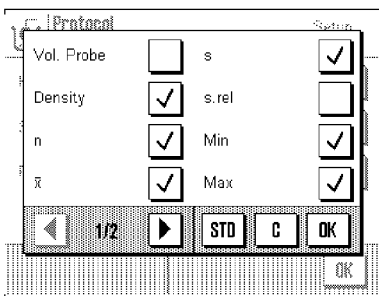 Protocol
Setup
Vol. Probe
s
Density
s.rel
n
Min
x̄
Max
1/2
STD
C
OK
OK